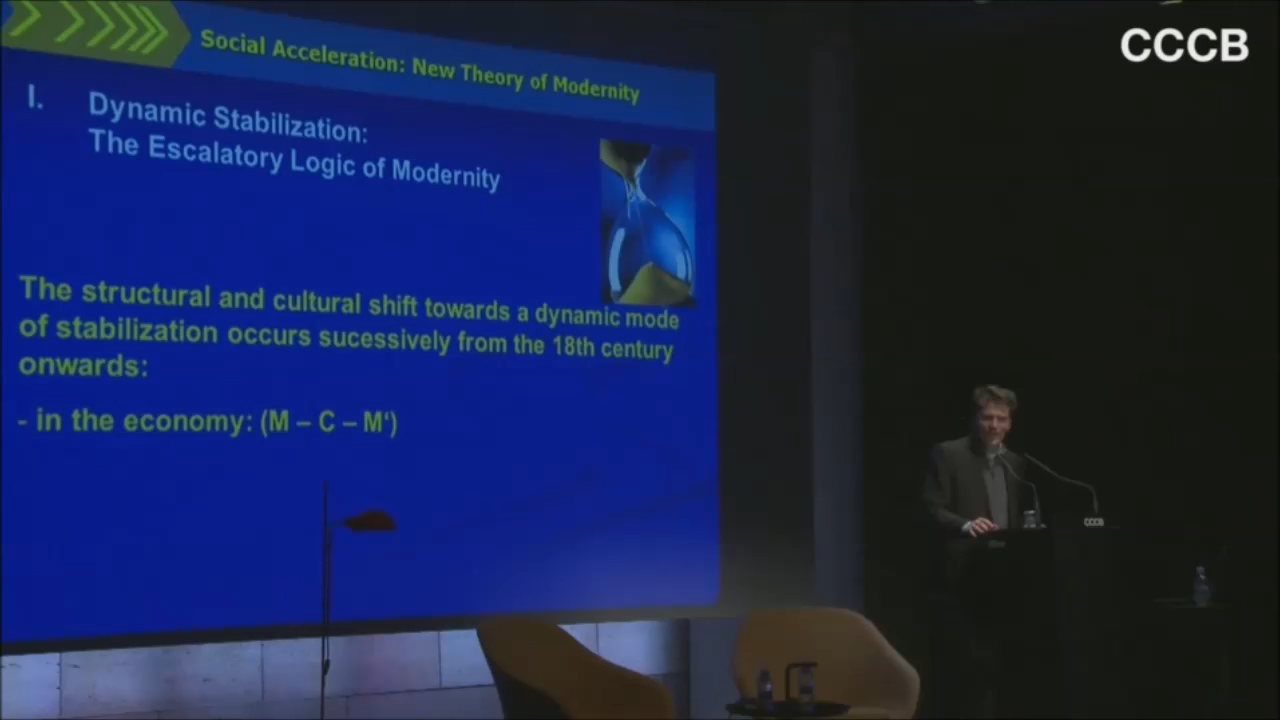 CCCB
Social Acceleration: New Theory of Modernity
I. Dynamic Stabilization:
The Escalatory Logic of Modernity
The structural and cultural shift towards a dynamic mode
of stabilization occurs sucessively from the 18th century
onwards:
- in the economy: (M – C – M‘)
CCCB